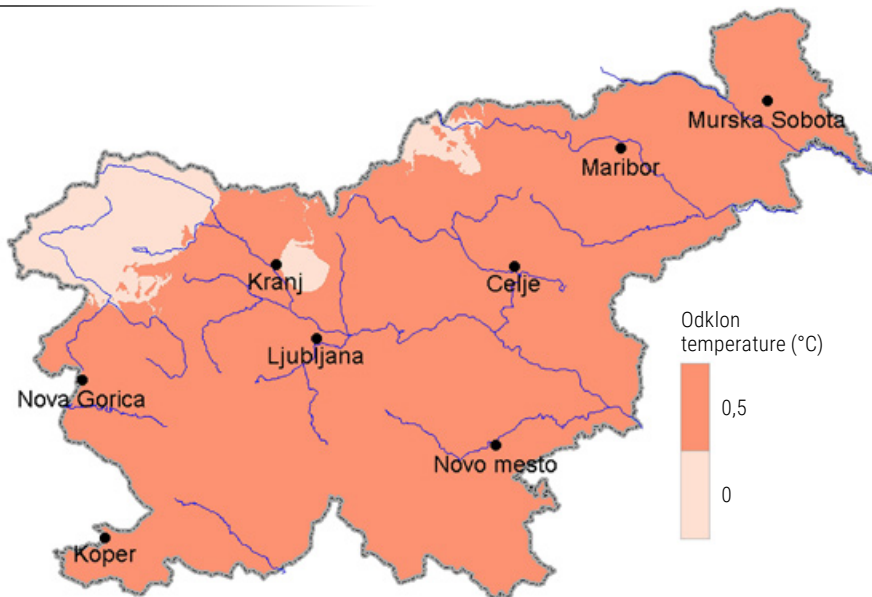 Murska Sobota
Maribor
Kranj
Celje
Ljubljana
Nova Gorica
Novo mesto
Koper
Odklon
temperature (°C)
0,5
0